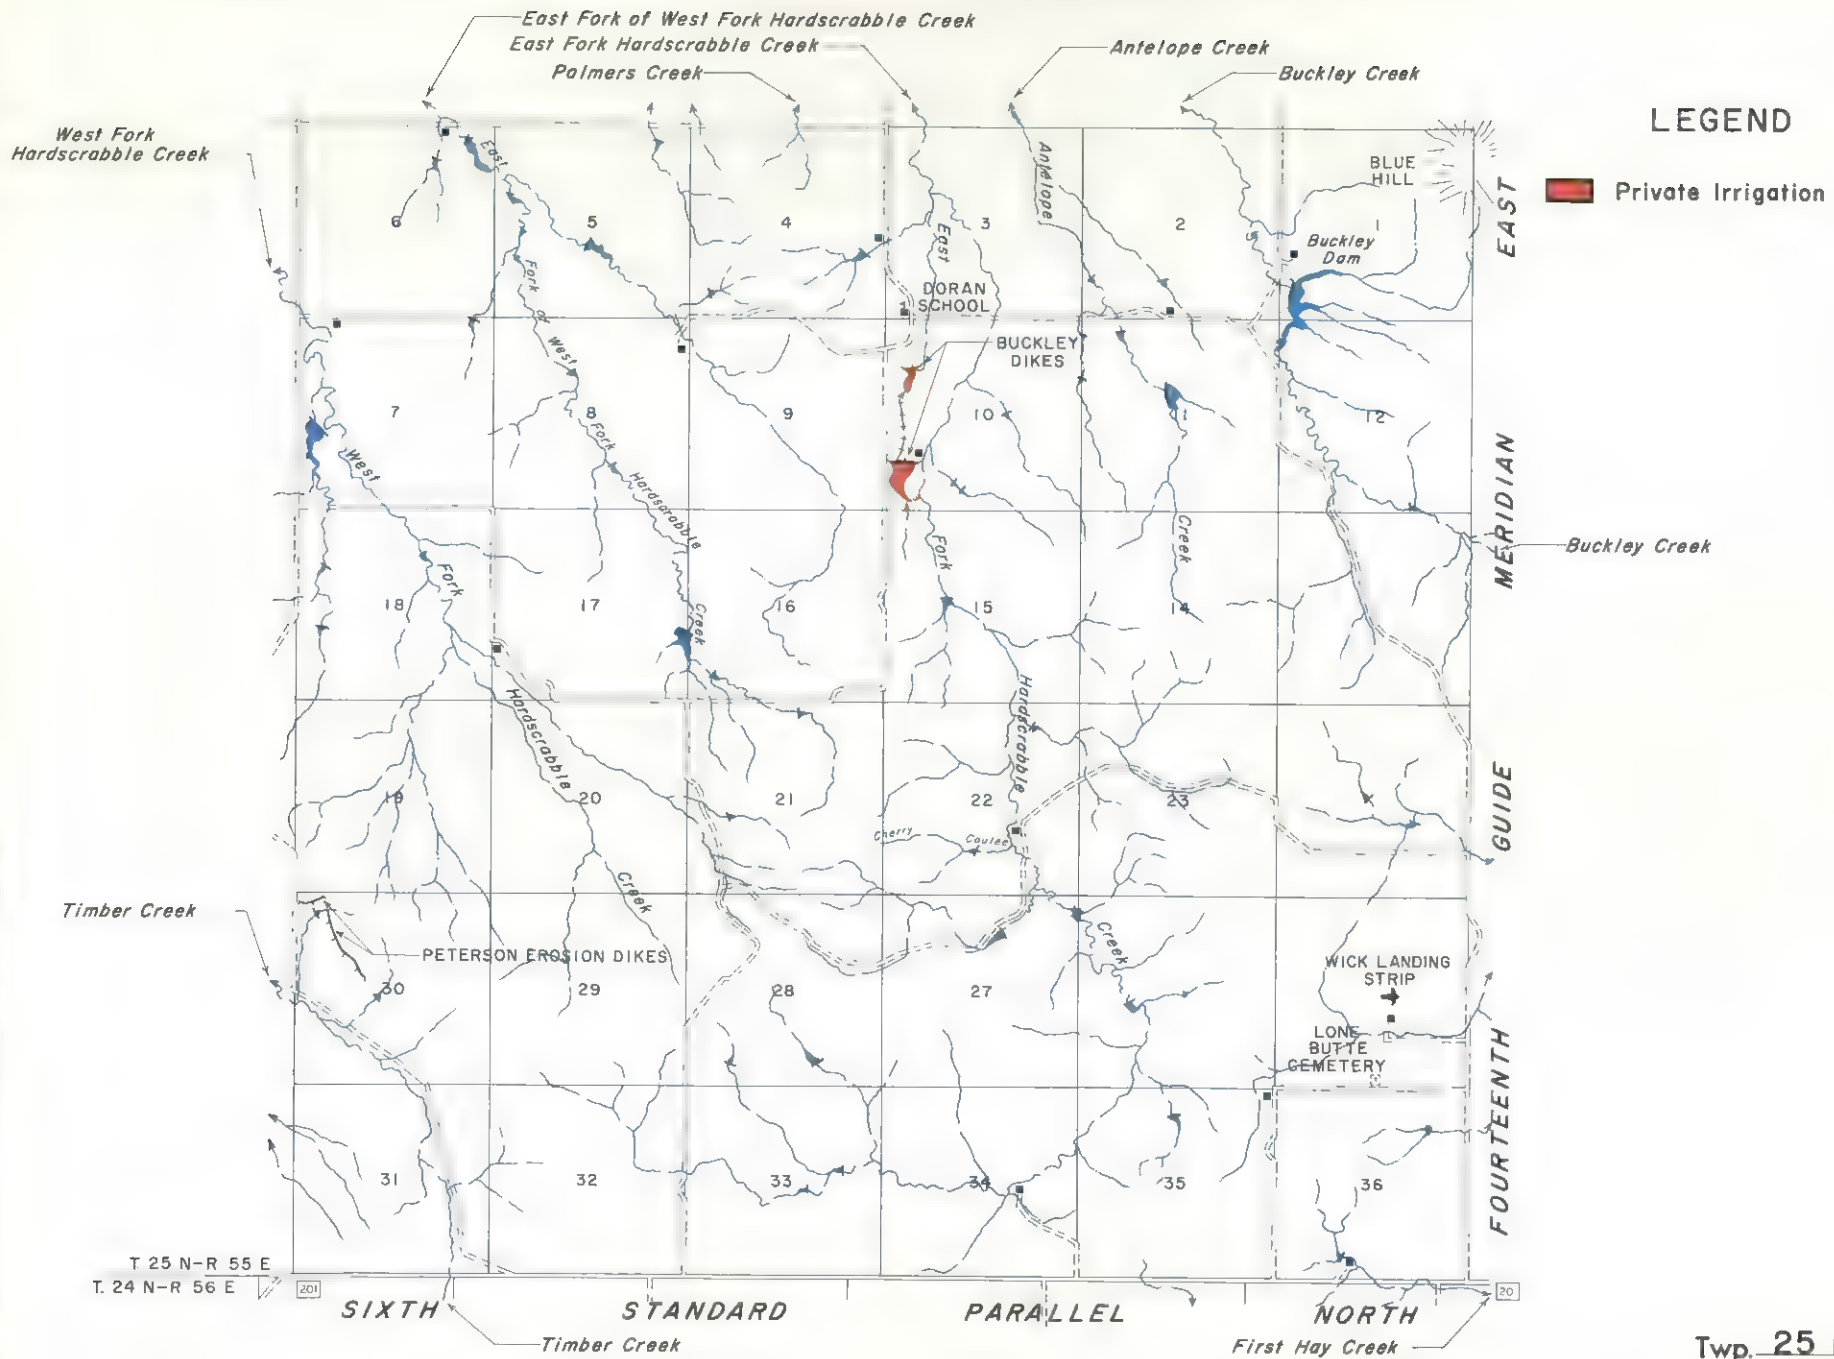 East Fork of West Fork Hardscrabble Creek
East Fork Hardscrabble Creek
Antelope Creek
Palmers Creek
Buckley Creek
LEGEND
West Fork
Hardscrabble Creek
Private Irrigation
East
Antelope
BLUE
HILL
EAST
6
5
4
3
2
1
East
Buckley
Dam
Fork
of
DORAN
SCHOOL
West
BUCKLEY
DIKES
7
8
9
10
11
12
Fork
West
Hardscrabble
MERIDIAN
Creek
Fork
Buckley Creek
Fork
18
17
16
15
14
Creek
Hardscrabble
Hardscrabble
GUIDE
19
20
21
22
23
Cherry
Coulee
Creek
Timber Creek
Creek
PETERSON EROSION DIKES
WICK LANDING
STRIP
30
29
28
27
LONE
BUTTE
CEMETERY
FOURTEENTH
31
32
33
34
35
36
T. 25 N-R 55 E
T. 24 N-R 56 E
201
20
SIXTH STANDARD PARALLEL NORTH
Timber Creek
First Hay Creek
Twp. 25